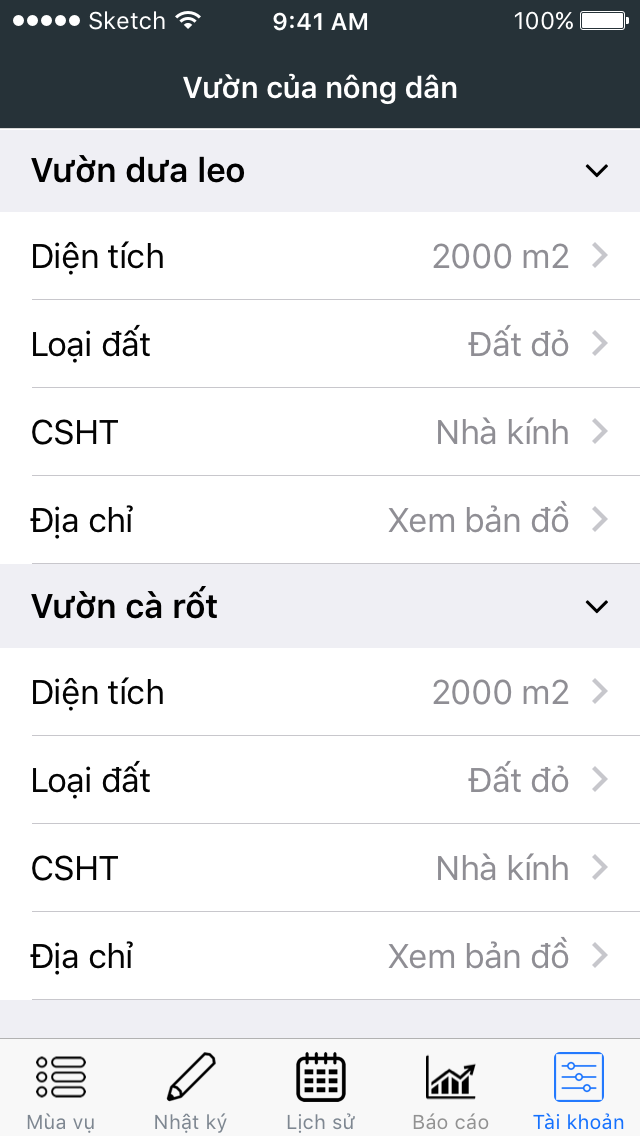 Sketch 9:41 AM 100%
Vườn của nông dân
Vườn dưa leo
Diện tích 2000 m2
Loại đất Đất đỏ
CSHT Nhà kính
Địa chỉ Xem bản đồ
Vườn cà rốt
Diện tích 2000 m2
Loại đất Đất đỏ
CSHT Nhà kính
Địa chỉ Xem bản đồ
Mùa vụ Nhật ký Lịch sử Báo cáo Tài khoản